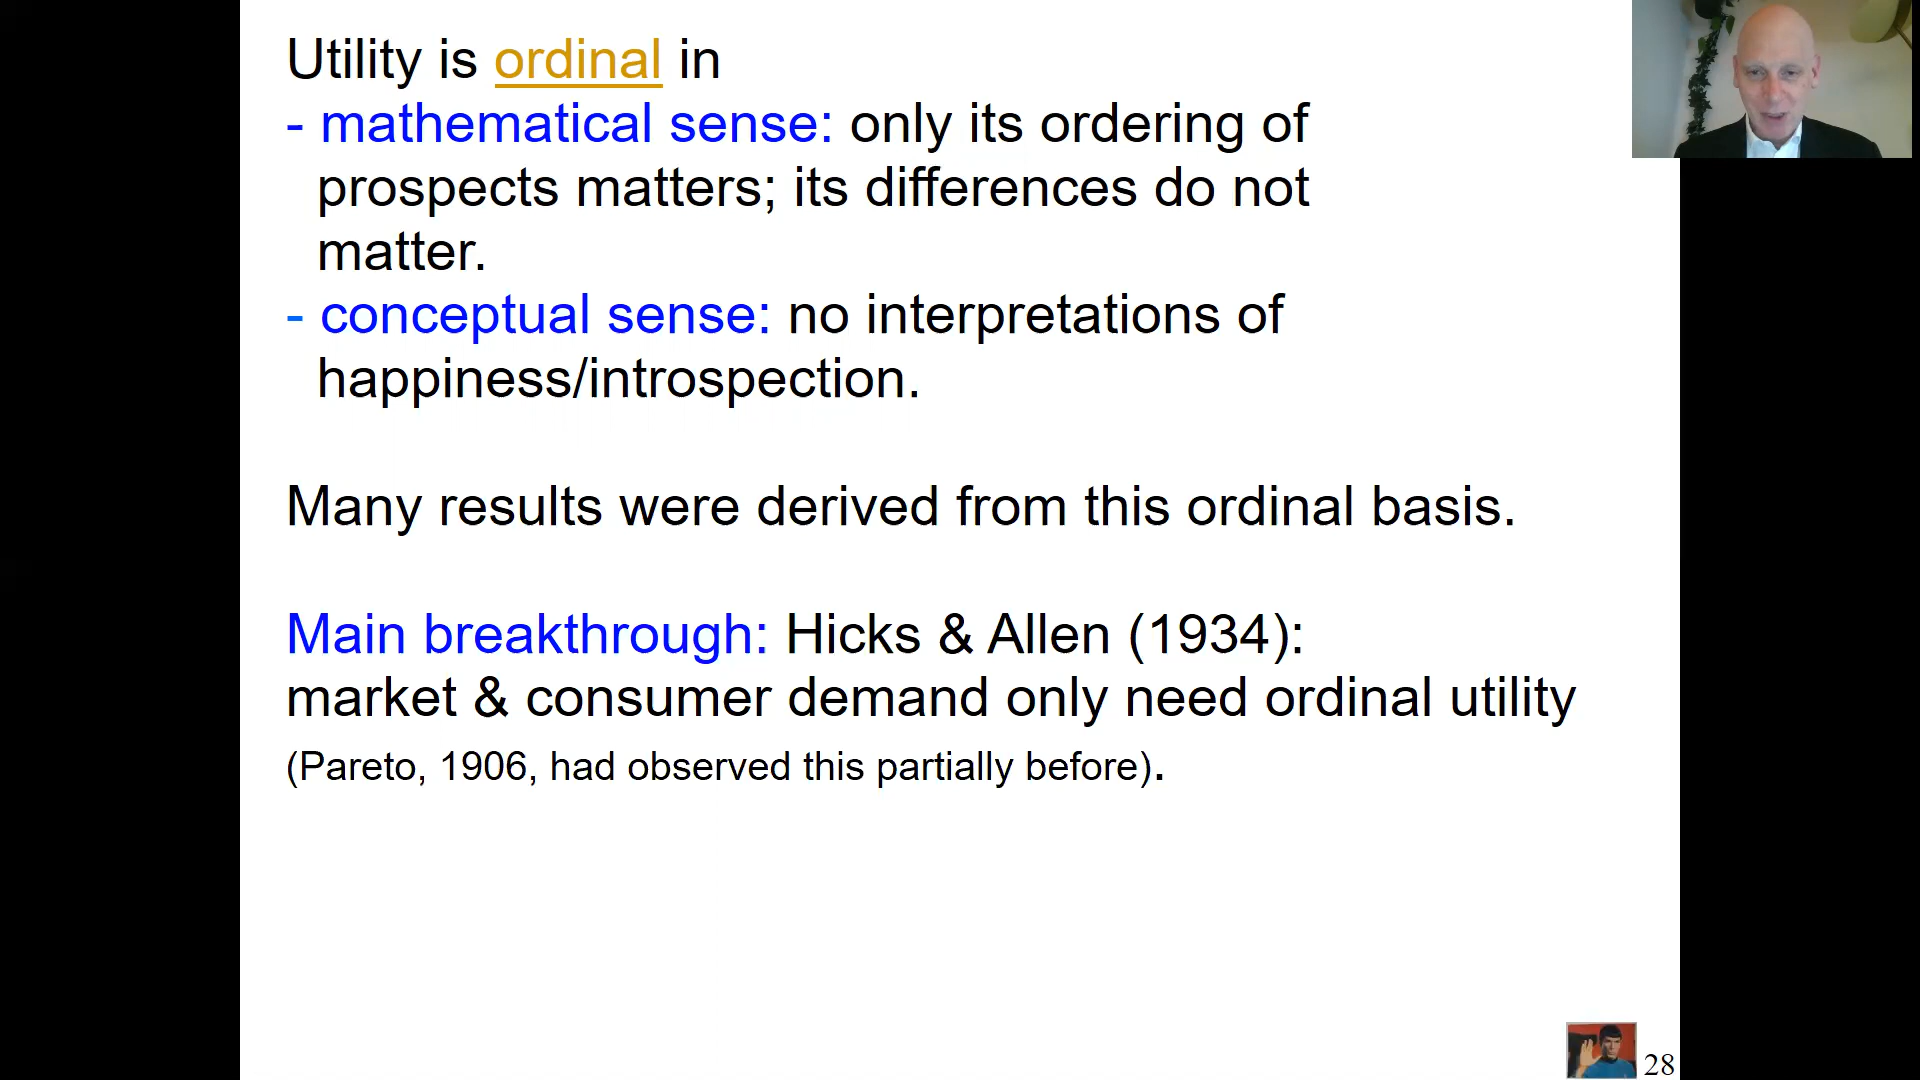 Utility is ordinal in
- mathematical sense: only its ordering of
prospects matters; its differences do not
matter.
- conceptual sense: no interpretations of
happiness/introspection.
Many results were derived from this ordinal basis.
Main breakthrough: Hicks & Allen (1934):
market & consumer demand only need ordinal utility
(Pareto, 1906, had observed this partially before).
28